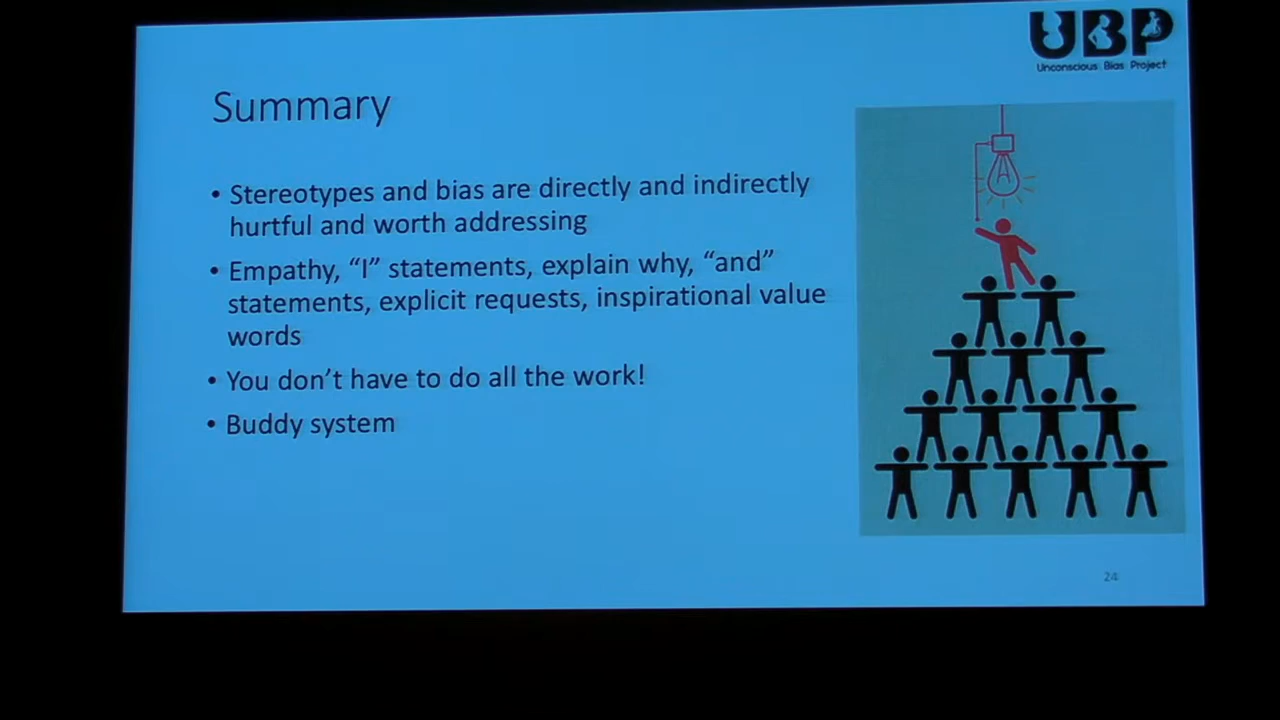 UBP
Unconscious Bias Project
Summary
• Stereotypes and bias are directly and indirectly
hurtful and worth addressing
• Empathy, “I” statements, explain why, “and”
statements, explicit requests, inspirational value
words
• You don’t have to do all the work!
• Buddy system
24